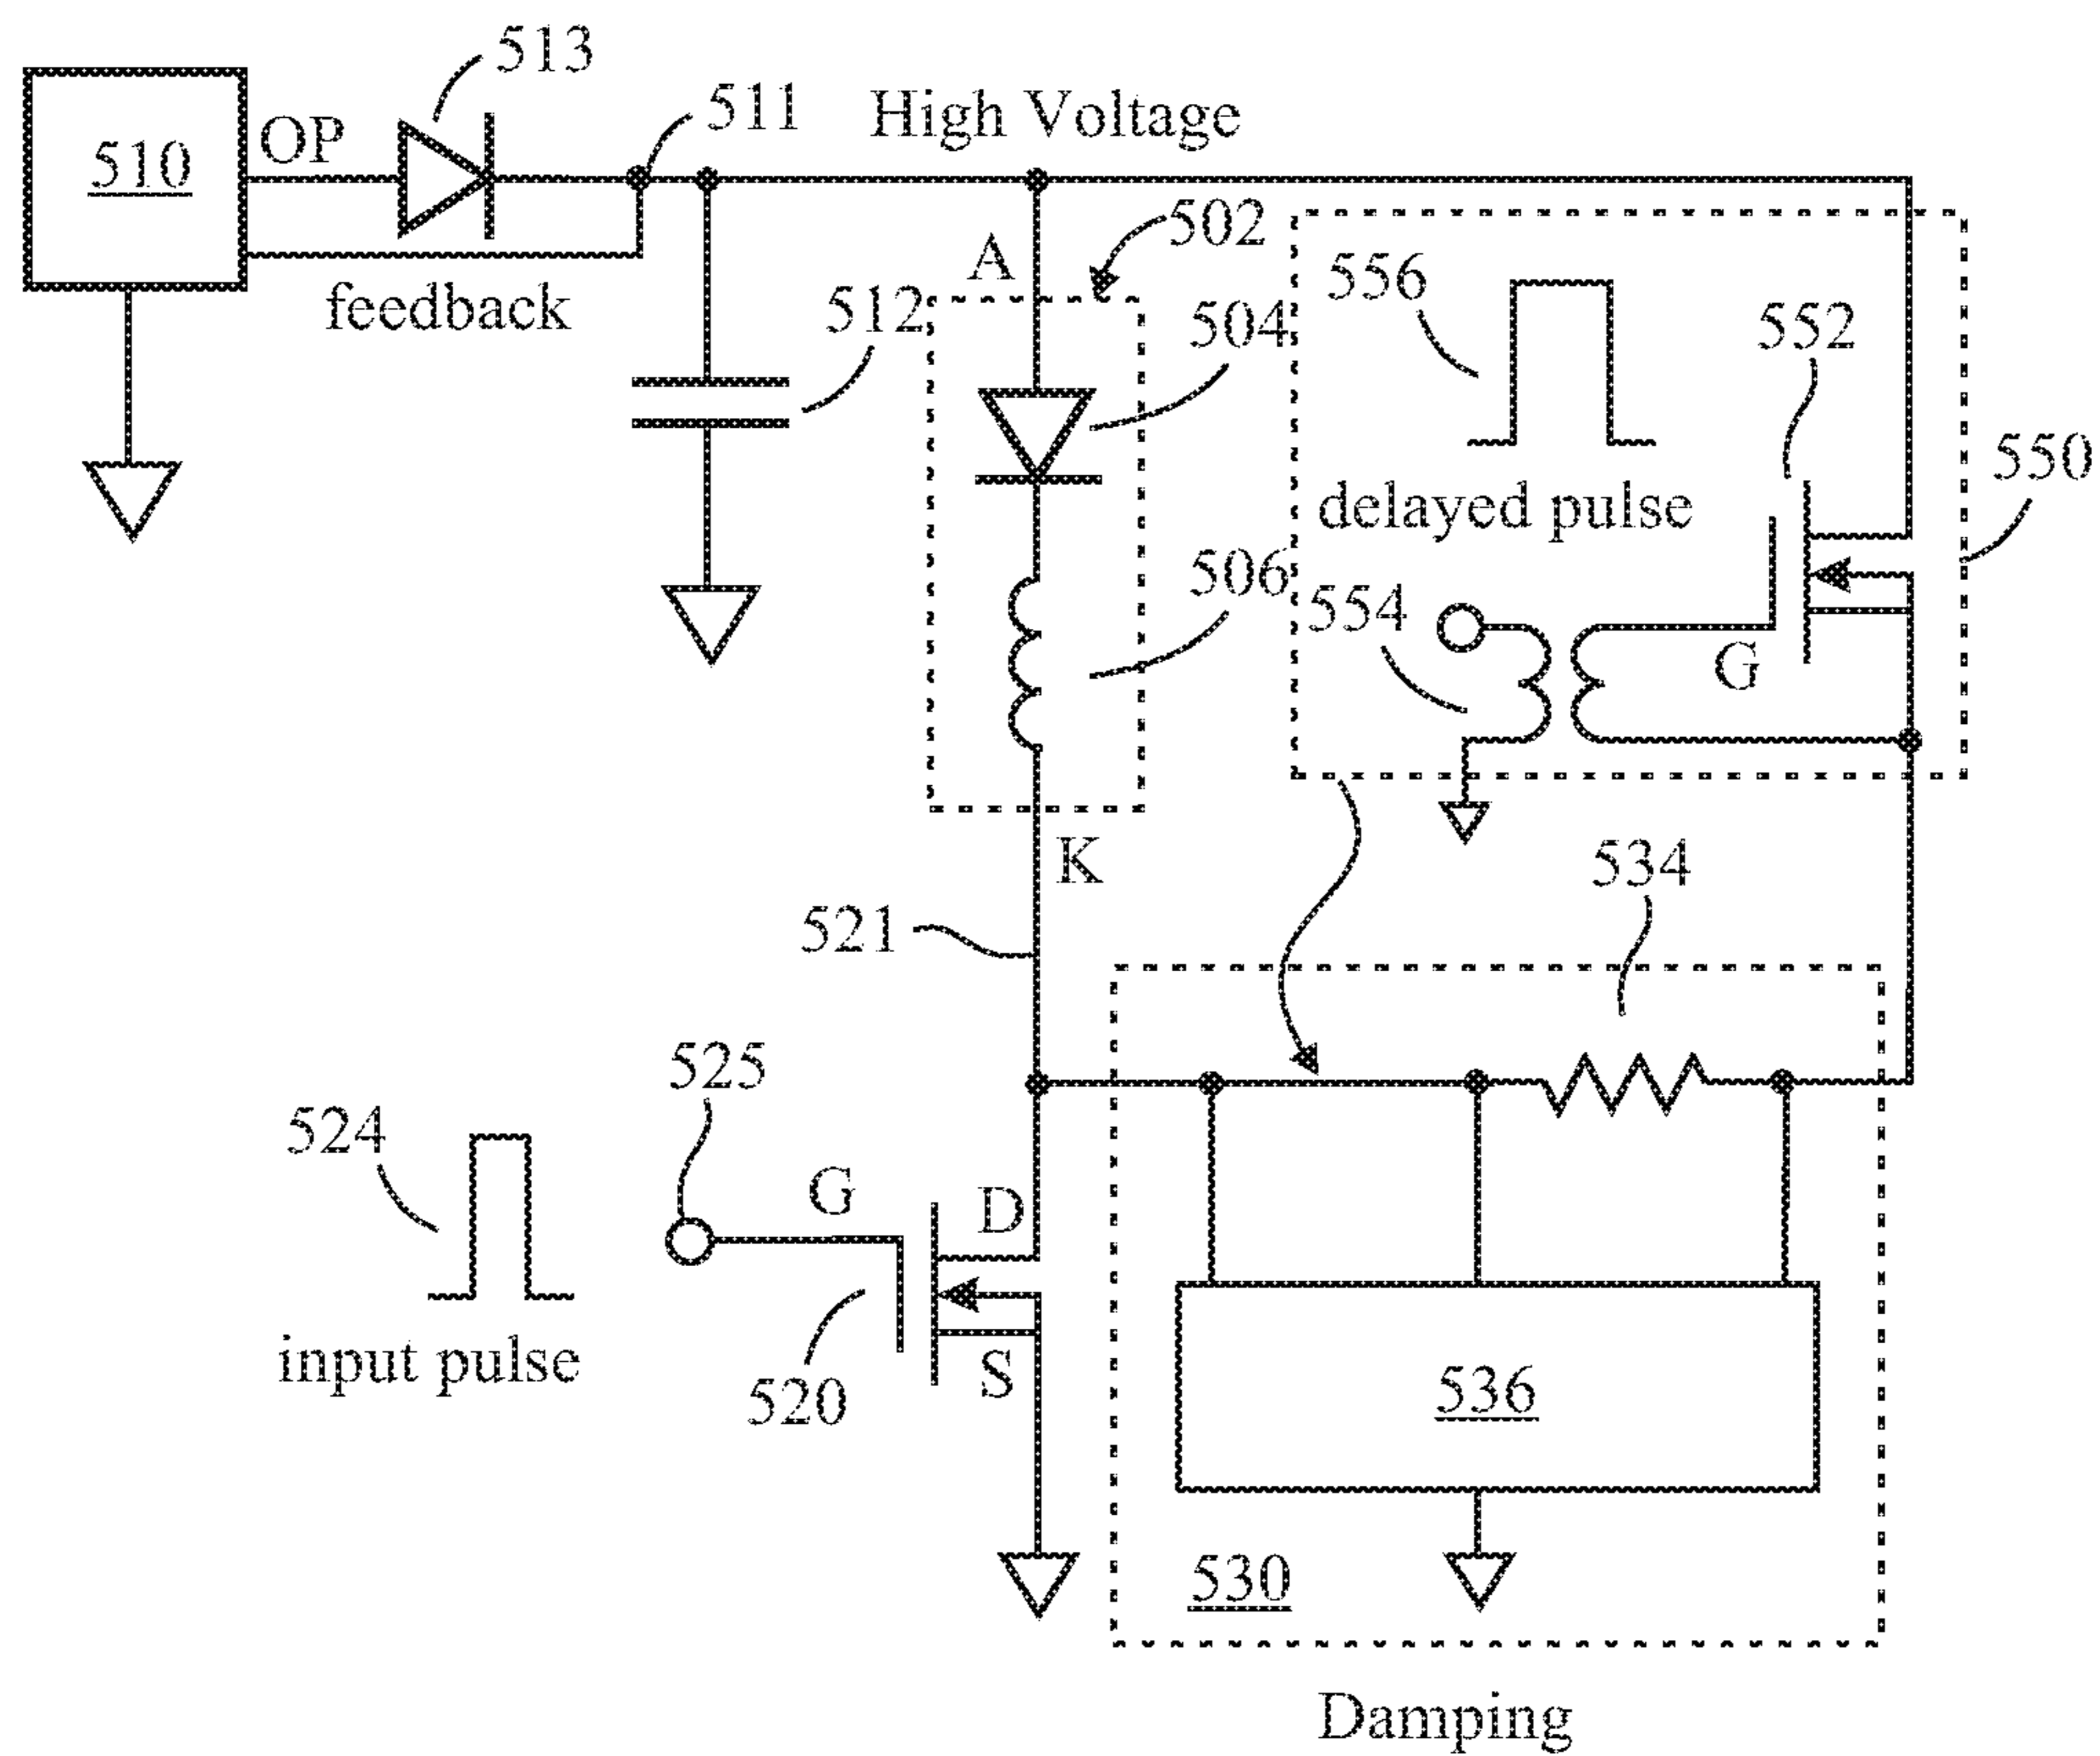 513
511
High Voltage
OP
510
502
A
556
feedback
512
504
552
550
delayed pulse
506
554
G
K
534
521
525
524
G
D
input pulse
S
520
536
530
Damping